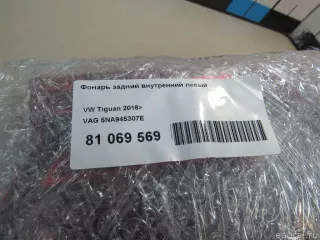 Фонарь задний внутренний левый
VW Tiguan 2016>
VAG 5NA945307E
81 069 569